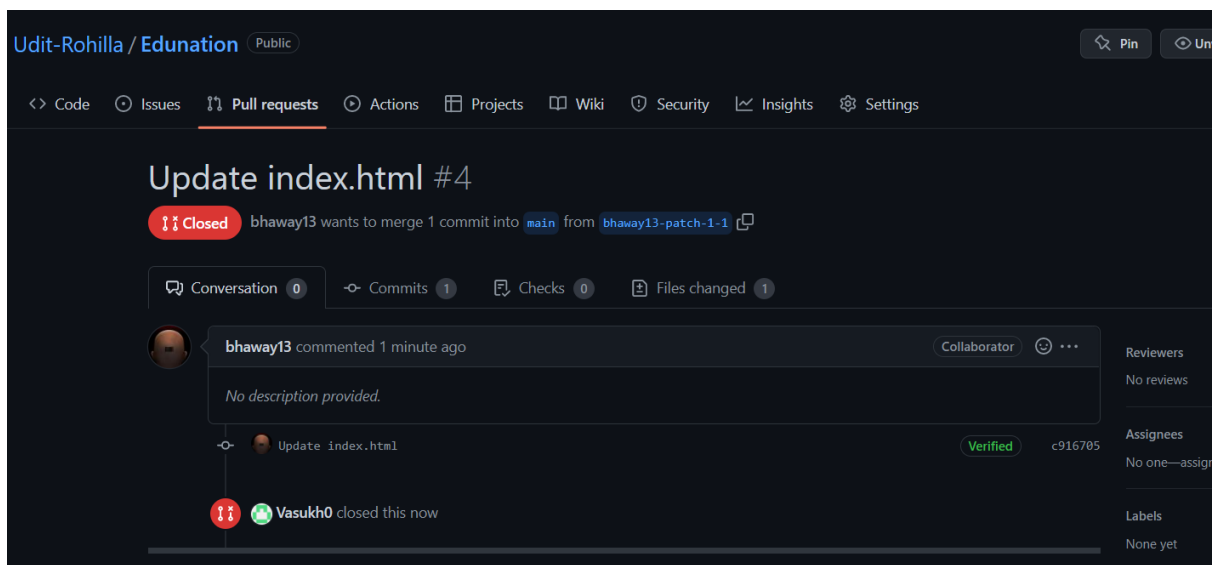 Udit-Rohilla / Edunation Public
Pin
Code Issues Pull requests Actions Projects Wiki Security Insights Settings
Update index.html #4
Closed bhaway13 wants to merge 1 commit into main from bhaway13-patch-1-1
Conversation 0 Commits 1 Checks 0 Files changed 1
bhaway13 commented 1 minute ago Collaborator
No description provided.
Update index.html Verified c916705
Vasukh0 closed this now
Reviewers
No reviews
Assignees
No one—assign
Labels
None yet